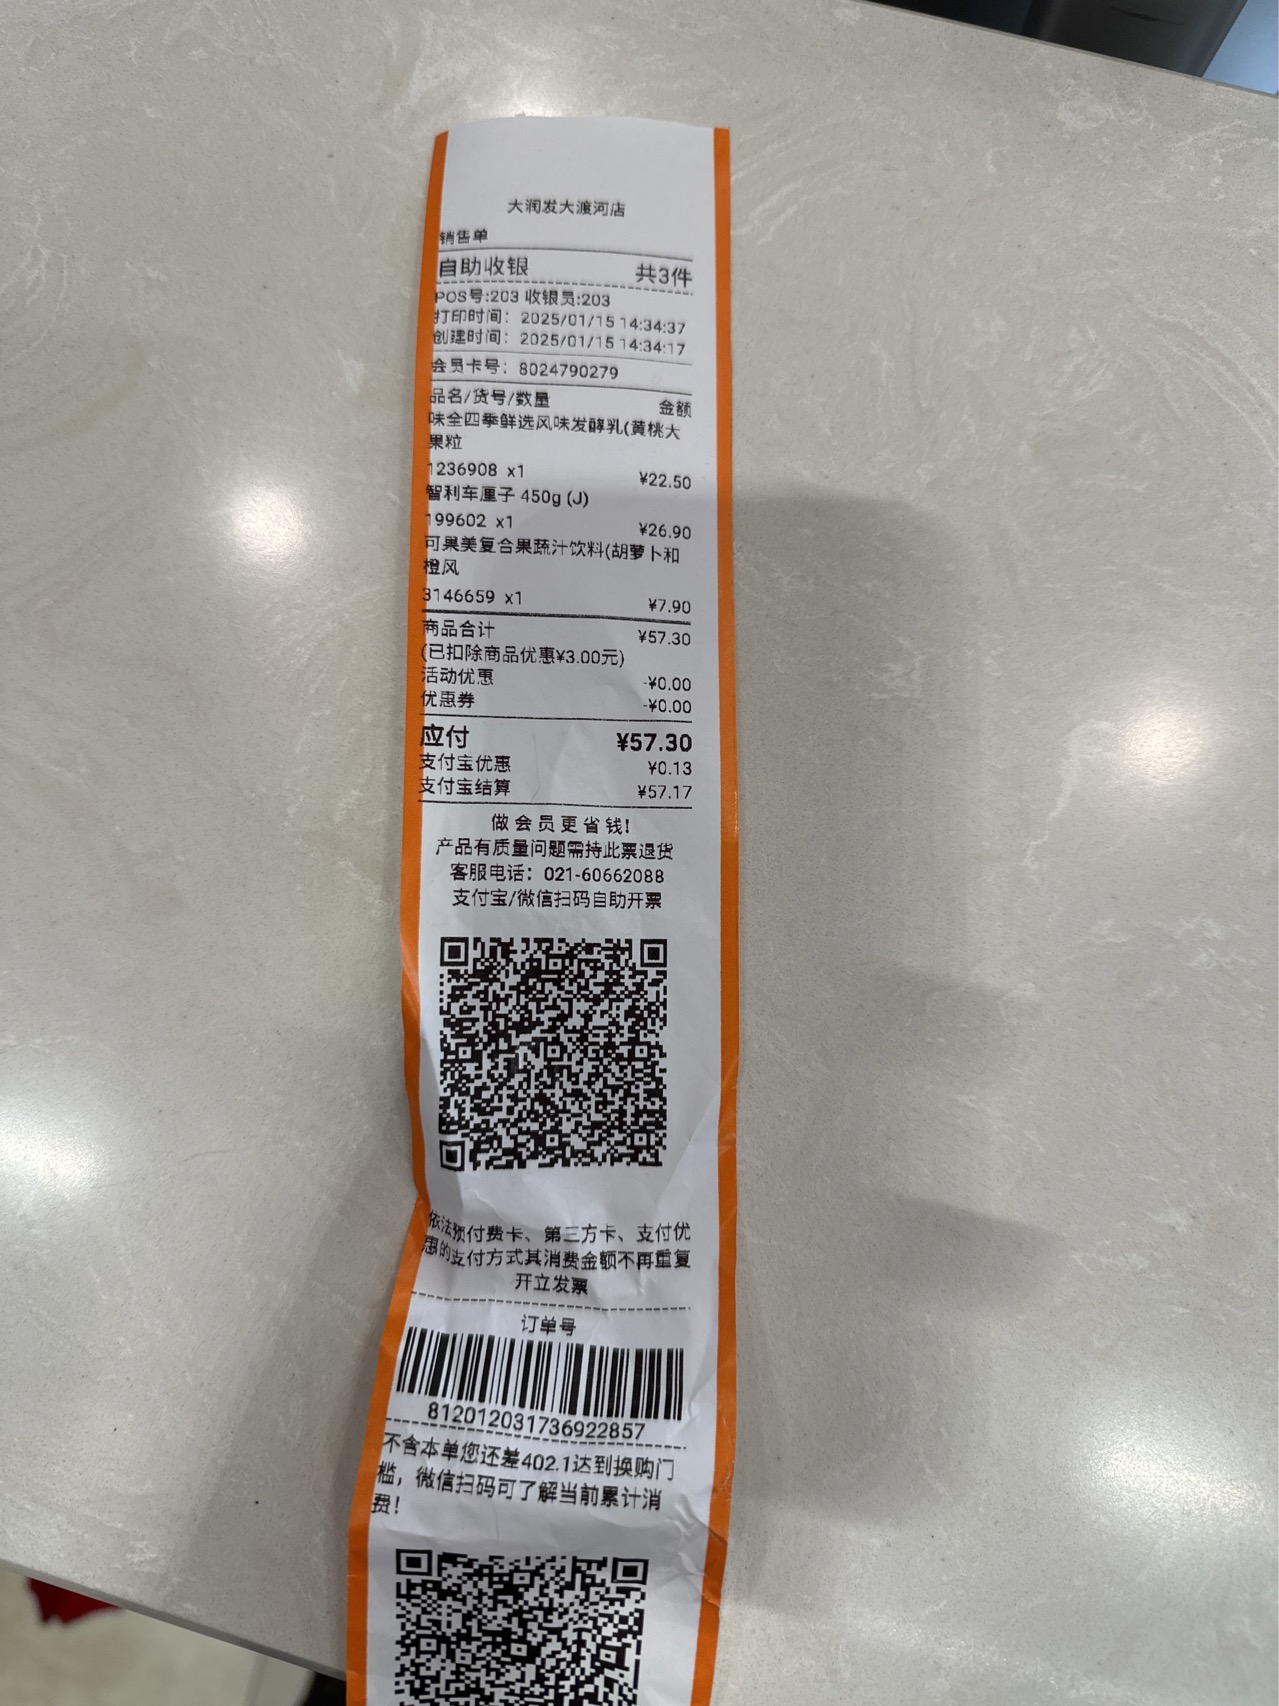 大润发大渡河店
销售单
自助收银 共3件
POS号:203 收银员:203
打印时间： 2025/01/15 14:34:37
创建时间： 2025/01/15 14:34:17
会员卡号： 8024790279
品名/货号/数量 金额
味全四季鲜选风味发酵乳(黄桃大
果粒
1236908 x1 ¥22.50
智利车厘子 450g (J)
199602 x1 ¥26.90
可果美复合果蔬汁饮料(胡萝卜和
橙风
3146659 x1 ¥7.90
商品合计 ¥57.30
(已扣除商品优惠¥3.00元)
活动优惠 -¥0.00
优惠券 -¥0.00
应付 ¥57.30
支付宝优惠 ¥0.13
支付宝结算 ¥57.17
做会员更省钱!
产品有质量问题需持此票退货
客服电话： 021-60662088
支付宝/微信扫码自助开票
依法预付费卡、第三方卡、支付优
惠的支付方式其消费金额不再重复
开立发票
订单号
812012031736922857
不含本单您还差402.1达到换购门
槛，微信扫码可了解当前累计消
费！